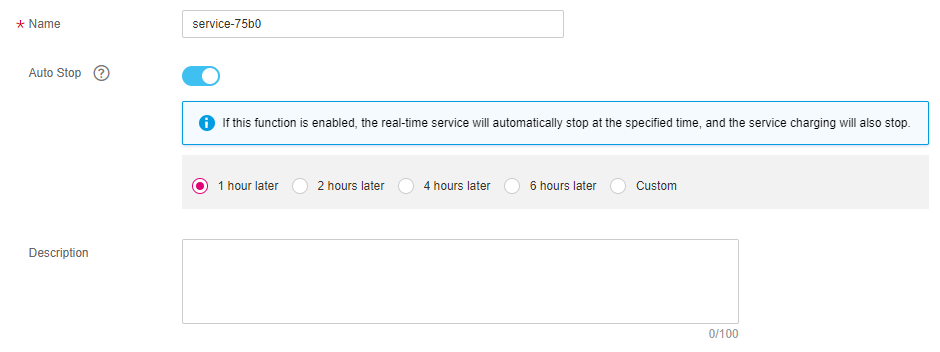 * Name
service-75b0
Auto Stop ?
If this function is enabled, the real-time service will automatically stop at the specified time, and the service charging will also stop.
1 hour later 2 hours later 4 hours later 6 hours later Custom
Description
0/100